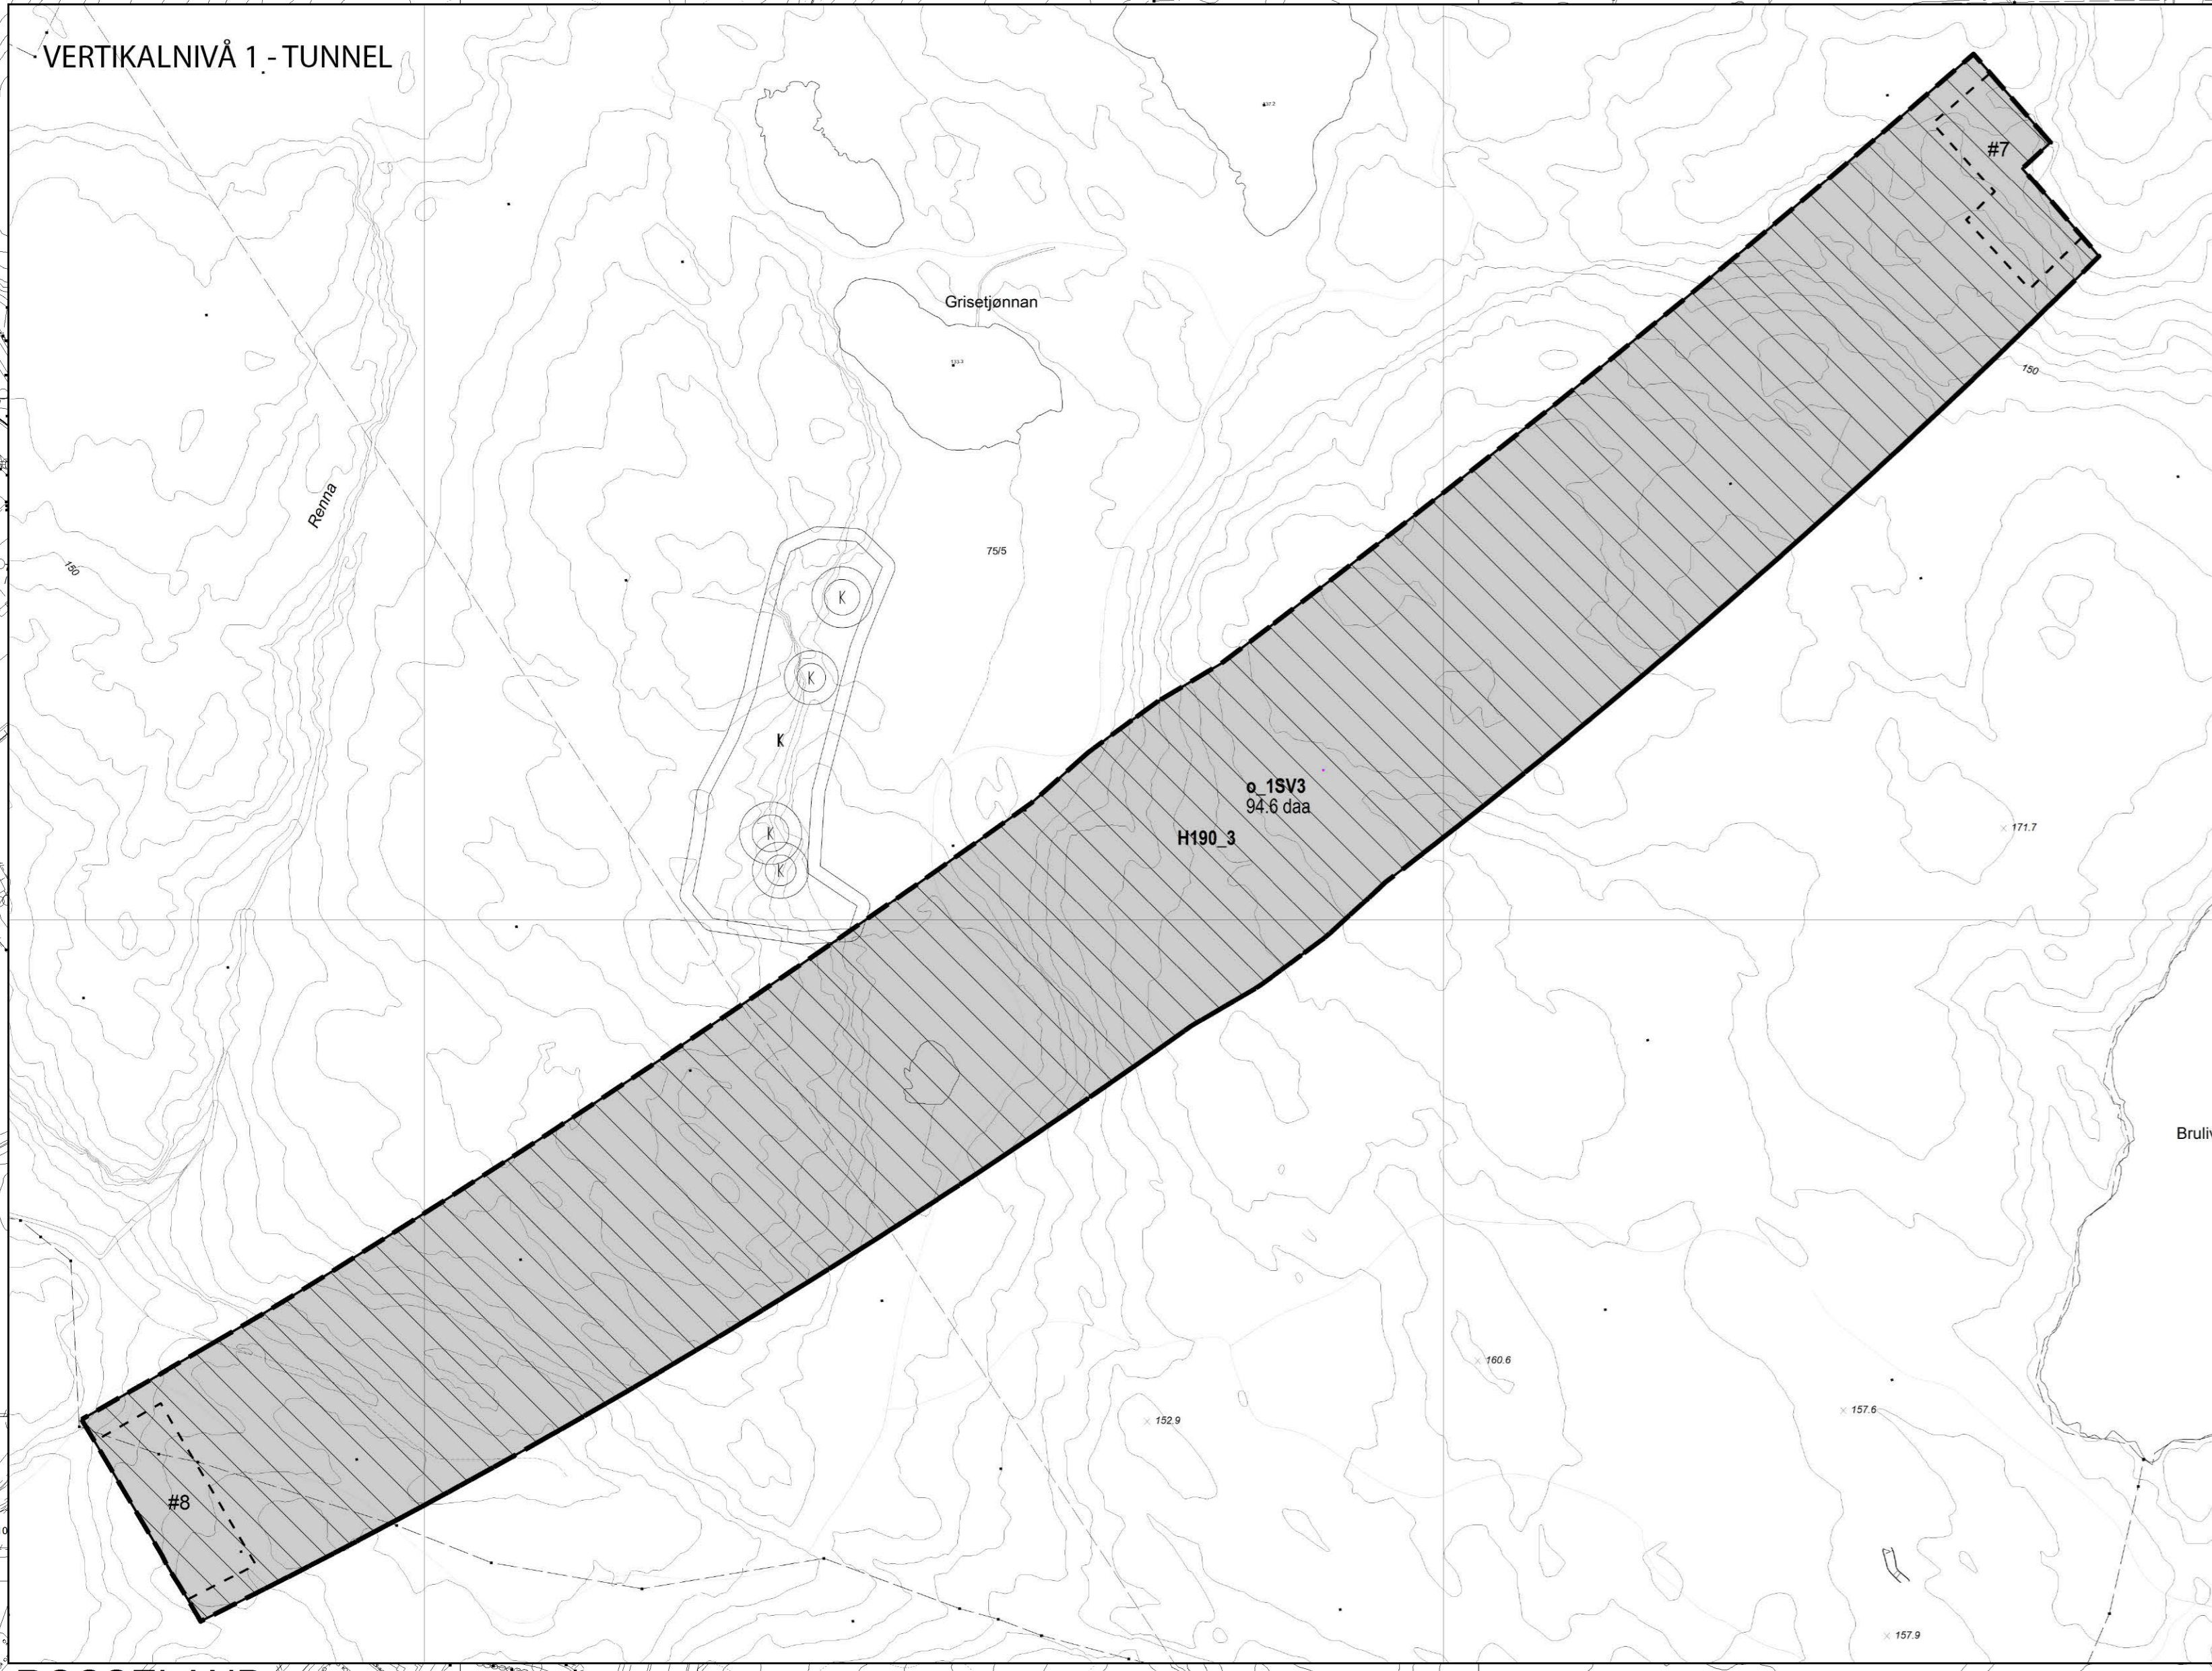 VERTIKALNIVÅ 1 - TUNNEL
#7
Grisetjønnan
150
Renna
75/5
150
K
K
K
o_1SV3
94.6 daa
K
H190_3
171.7
K
160.6
157.6
152.9
#8
157.9